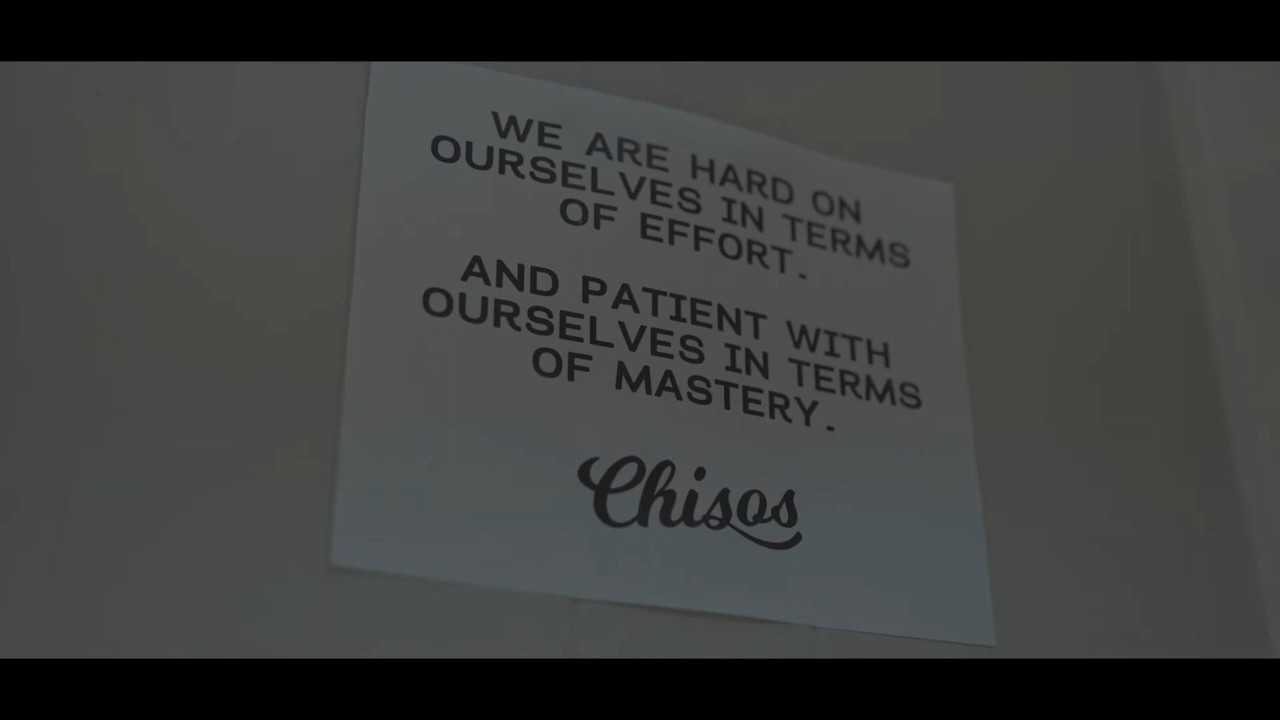 WE ARE HARD ON
OURSELVES IN TERMS
OF EFFORT.
AND PATIENT WITH
OURSELVES IN TERMS
OF MASTERY.
Chisos